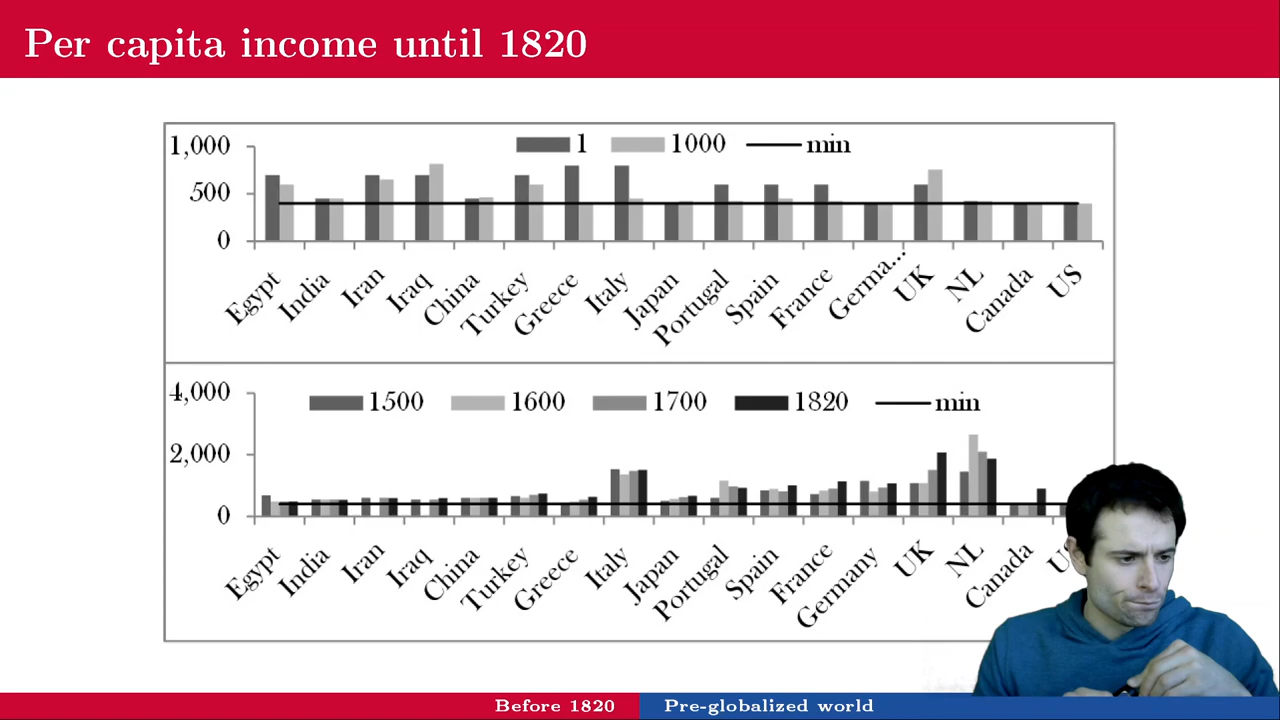 Per capita income until 1820
1,000
1 1000 min
500
0
Egypt India Iran Iraq China Turkey Greece Italy Japan Portugal Spain France Germa... UK NL Canada US
4,000
1500 1600 1700 1820 min
2,000
0
Egypt India Iran Iraq China Turkey Greece Italy Japan Portugal Spain France Germany UK NL Canada
Before 1820 Pre-globalized world